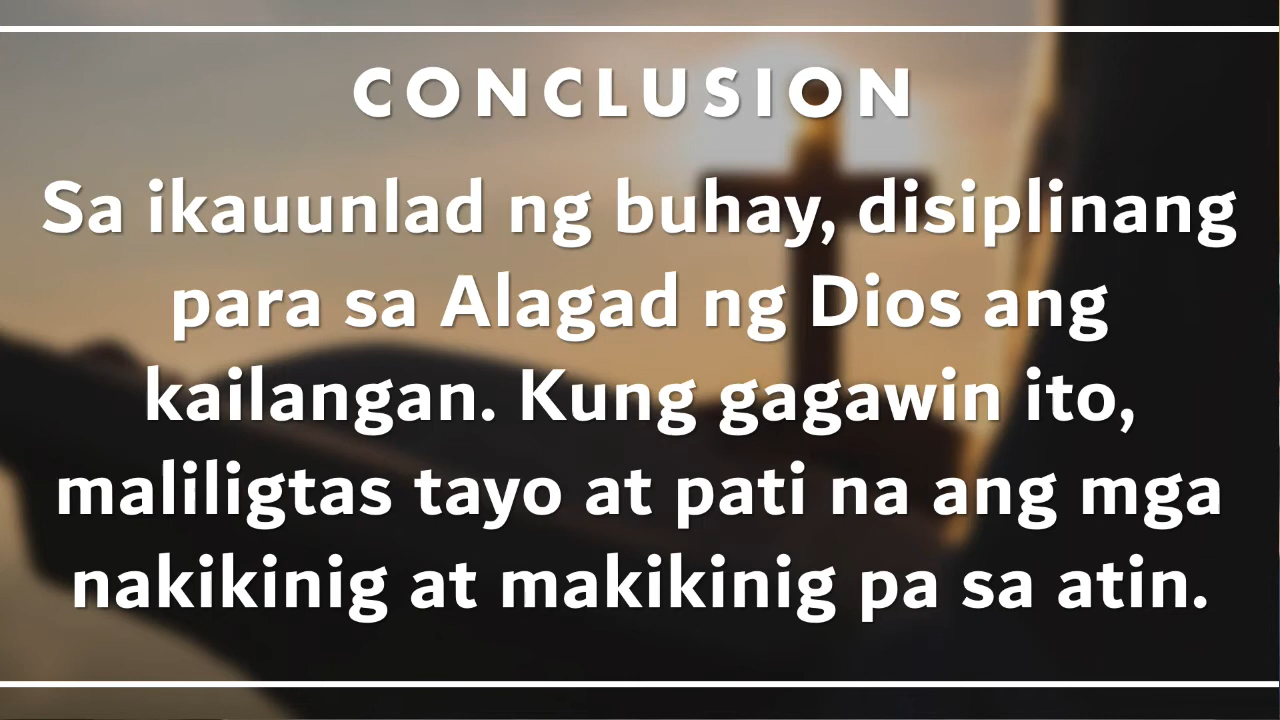 CONCLUSION
Sa ikauunlad ng buhay, disiplinang
para sa Alagad ng Dios ang
kailangan. Kung gagawin ito,
maliligtas tayo at pati na ang mga
nakikinig at makikinig pa sa atin.